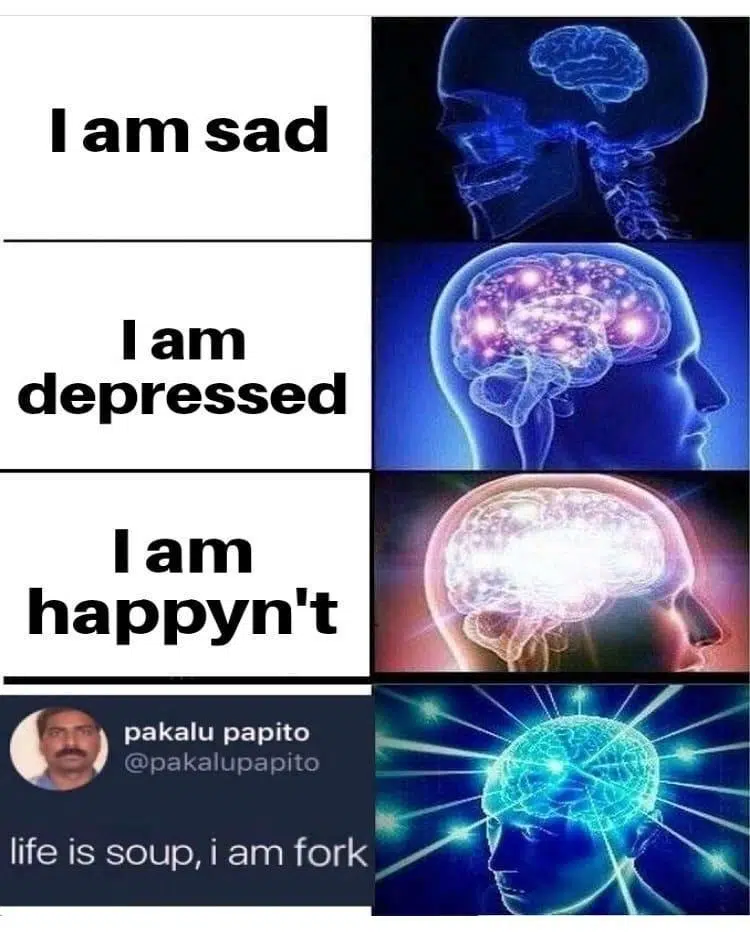 I am sad
I am
depressed
I am
happyn't
pakalu papito
@pakalupapito
life is soup, i am fork